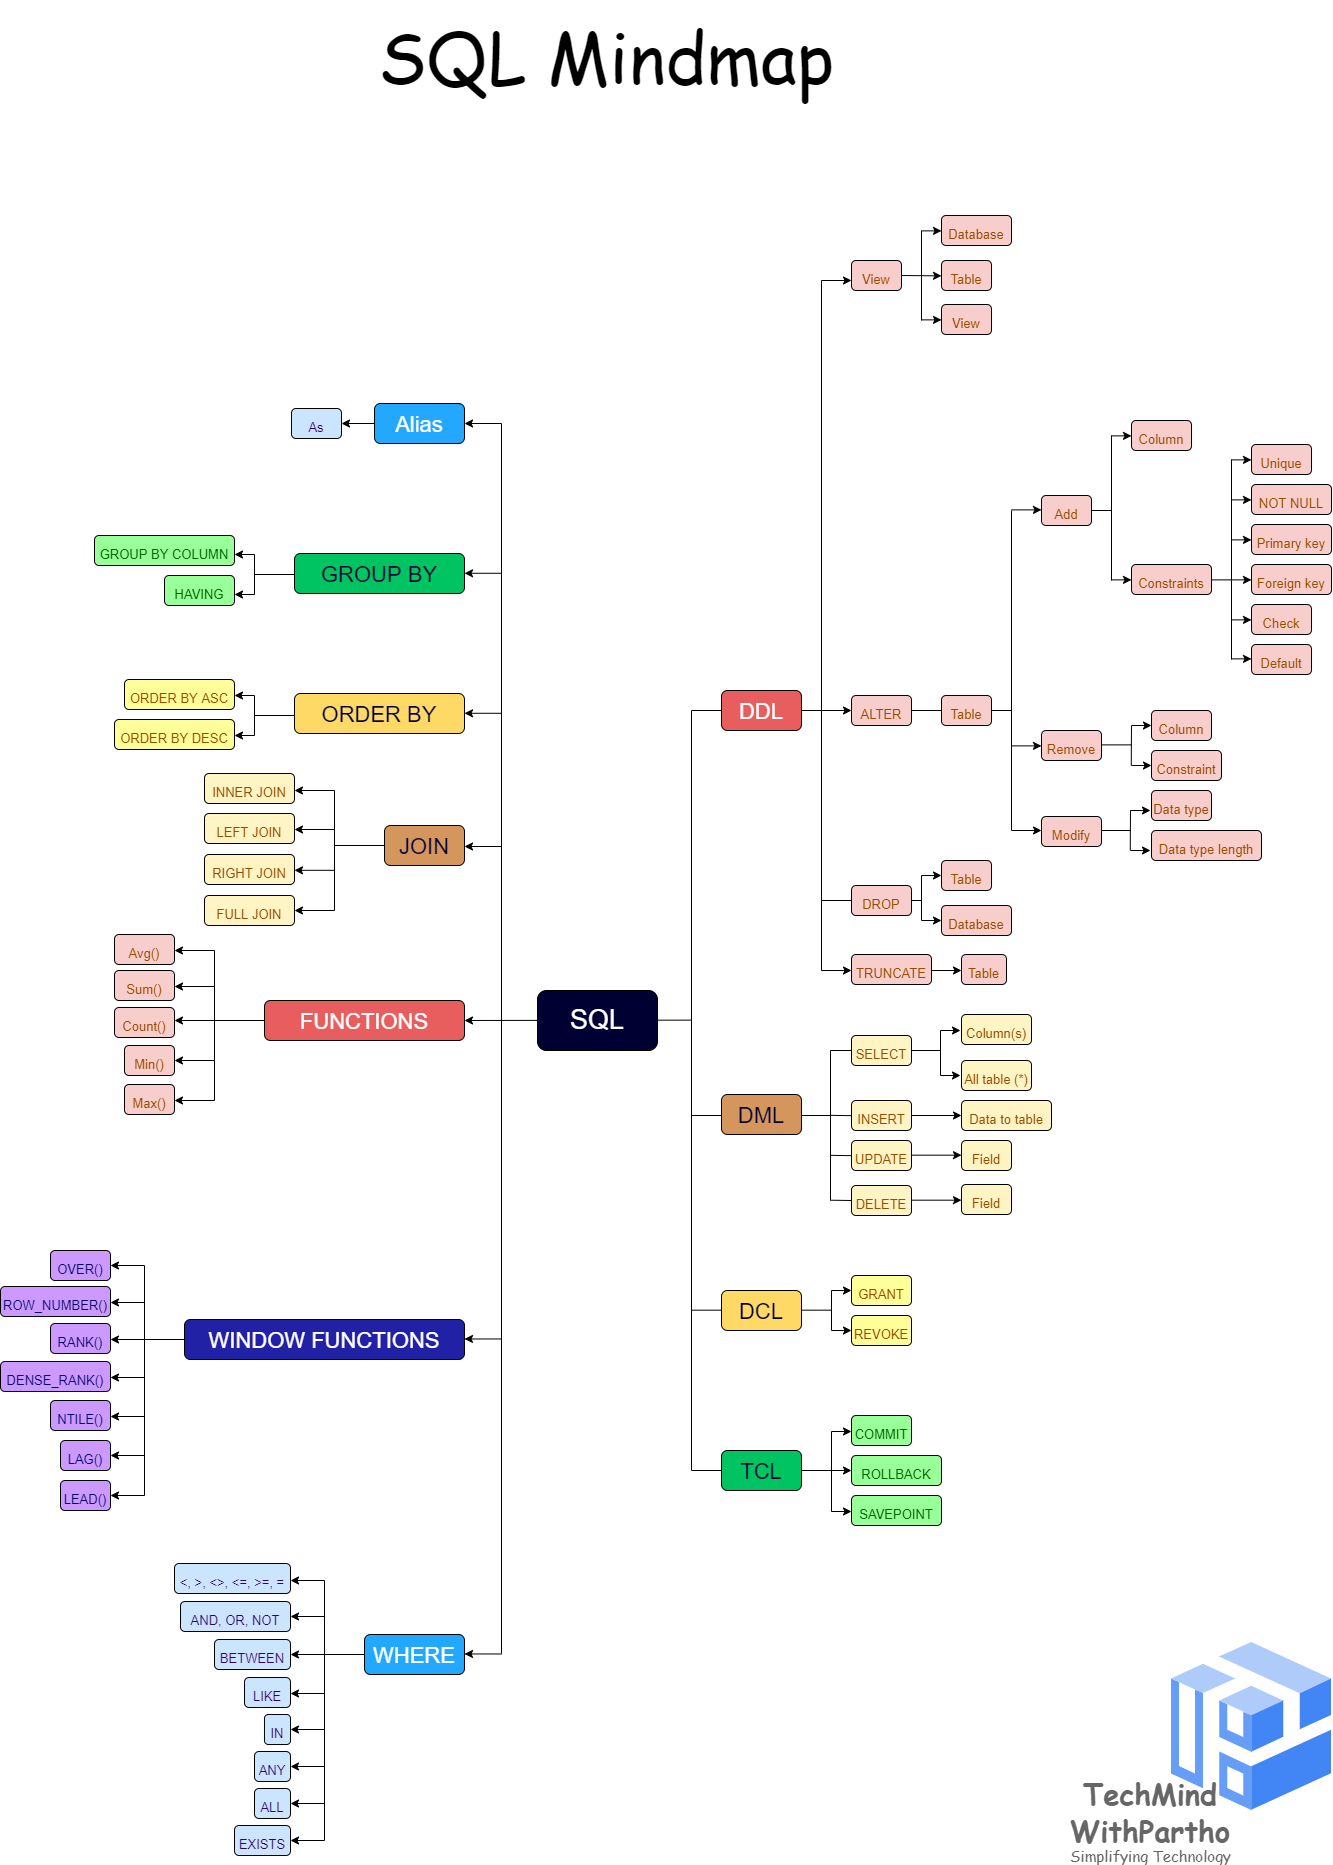 SQL Mindmap
Alias
As
GROUP BY
GROUP BY COLUMN
HAVING
ORDER BY
ORDER BY ASC
ORDER BY DESC
JOIN
INNER JOIN
LEFT JOIN
RIGHT JOIN
FULL JOIN
FUNCTIONS
Avg()
Sum()
Count()
Min()
Max()
WINDOW FUNCTIONS
OVER()
ROW_NUMBER()
RANK()
DENSE_RANK()
NTILE()
LAG()
LEAD()
WHERE
<, >, <>, <=, >=, =
AND, OR, NOT
BETWEEN
LIKE
IN
ANY
ALL
EXISTS
SQL
DDL
View
Database
Table
View
ALTER
Table
Add
Column
Constraints
Unique
NOT NULL
Primary key
Foreign key
Check
Default
Remove
Column
Constraint
Modify
Data type
Data type length
DROP
Table
Database
TRUNCATE
Table
DML
SELECT
Column(s)
All table (*)
INSERT
Data to table
UPDATE
Field
DELETE
Field
DCL
GRANT
REVOKE
TCL
COMMIT
ROLLBACK
SAVEPOINT
TechMind
WithPartho
Simplifying Technology